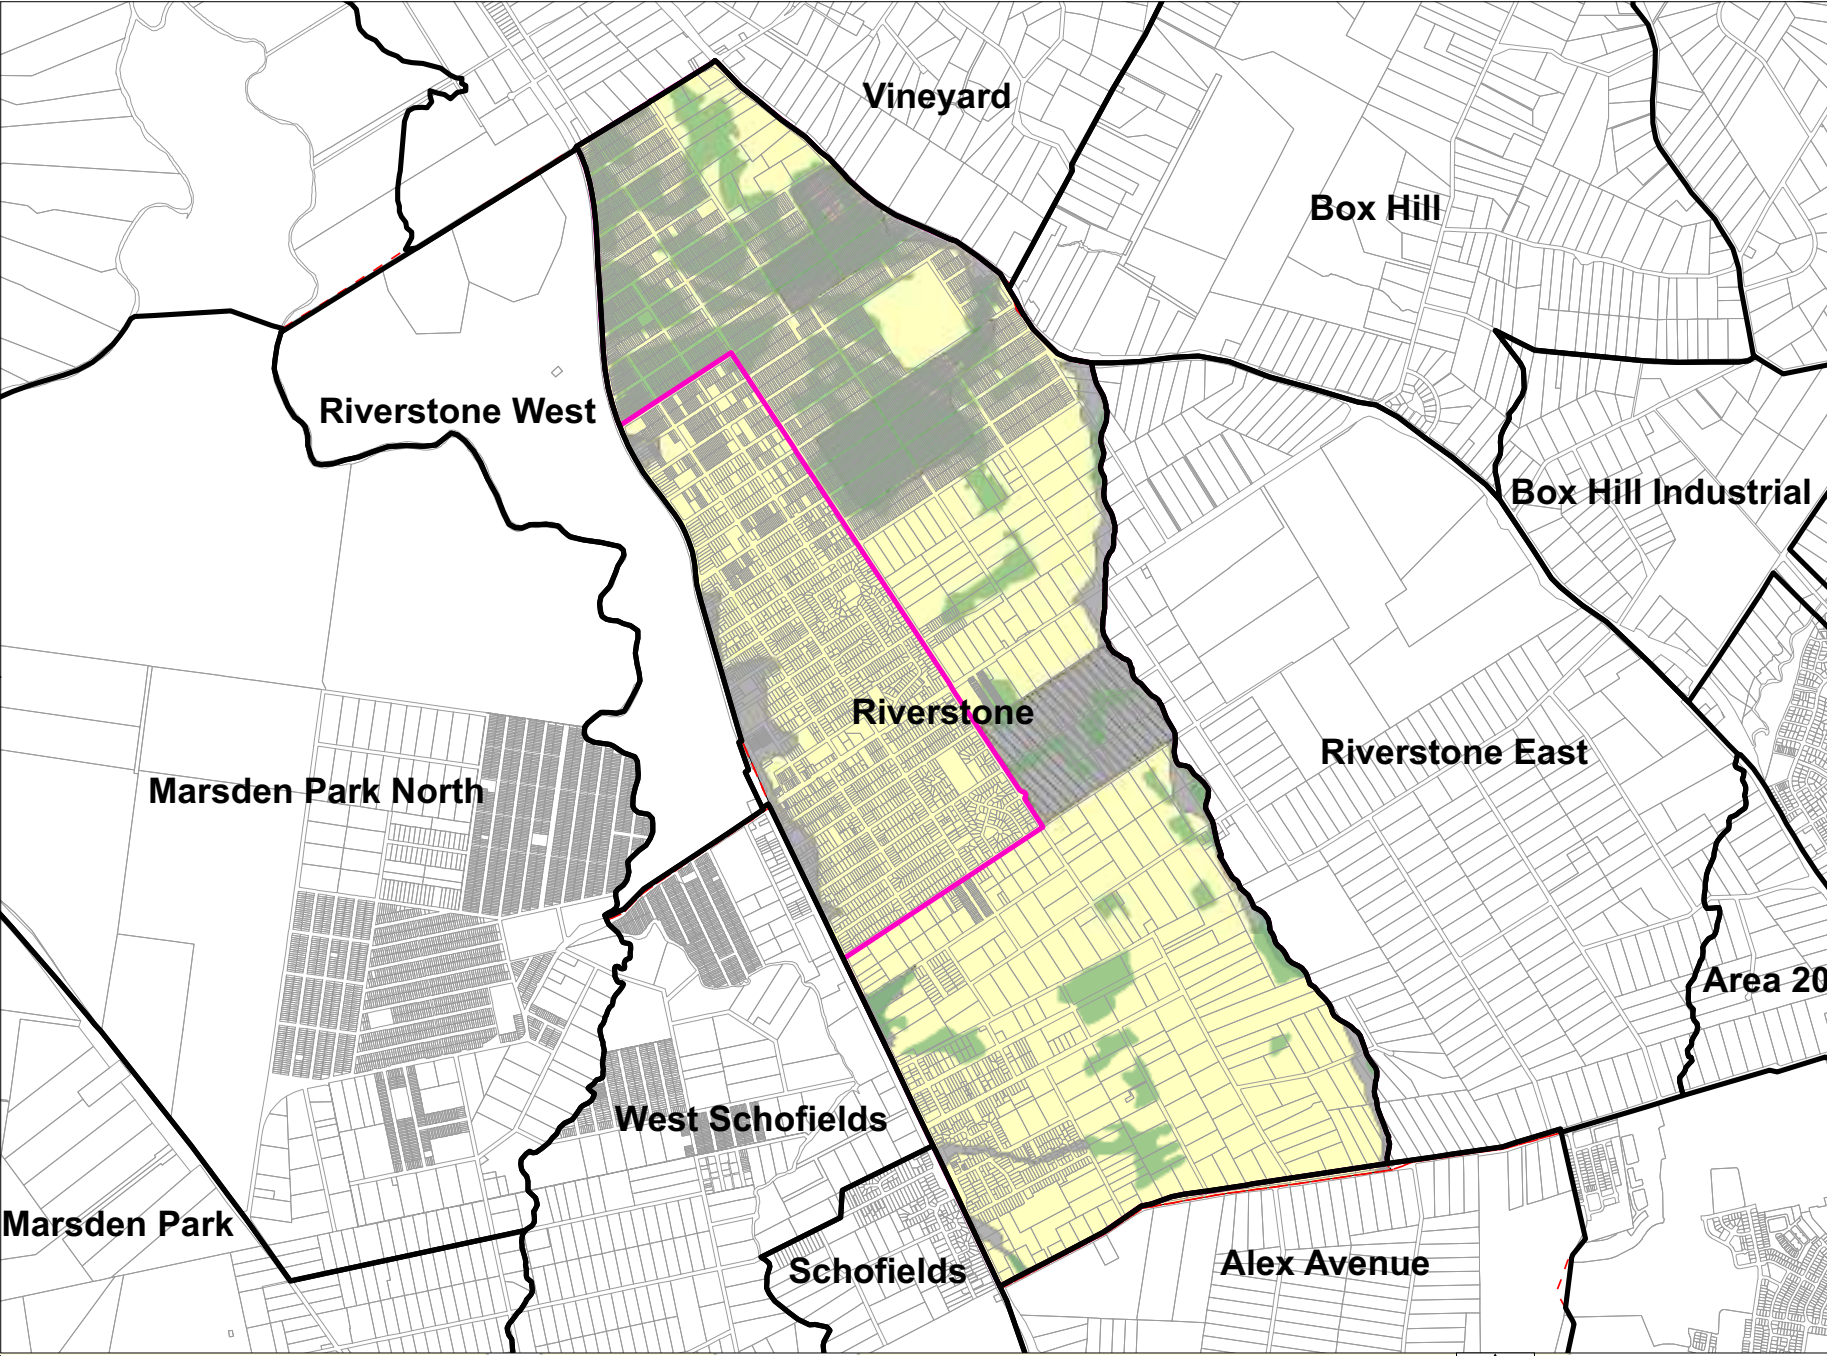 Vineyard
Box Hill
Riverstone West
Box Hill Industrial
Riverstone
Riverstone East
Marsden Park North
Area 20
West Schofields
Marsden Park
Schofields
Alex Avenue